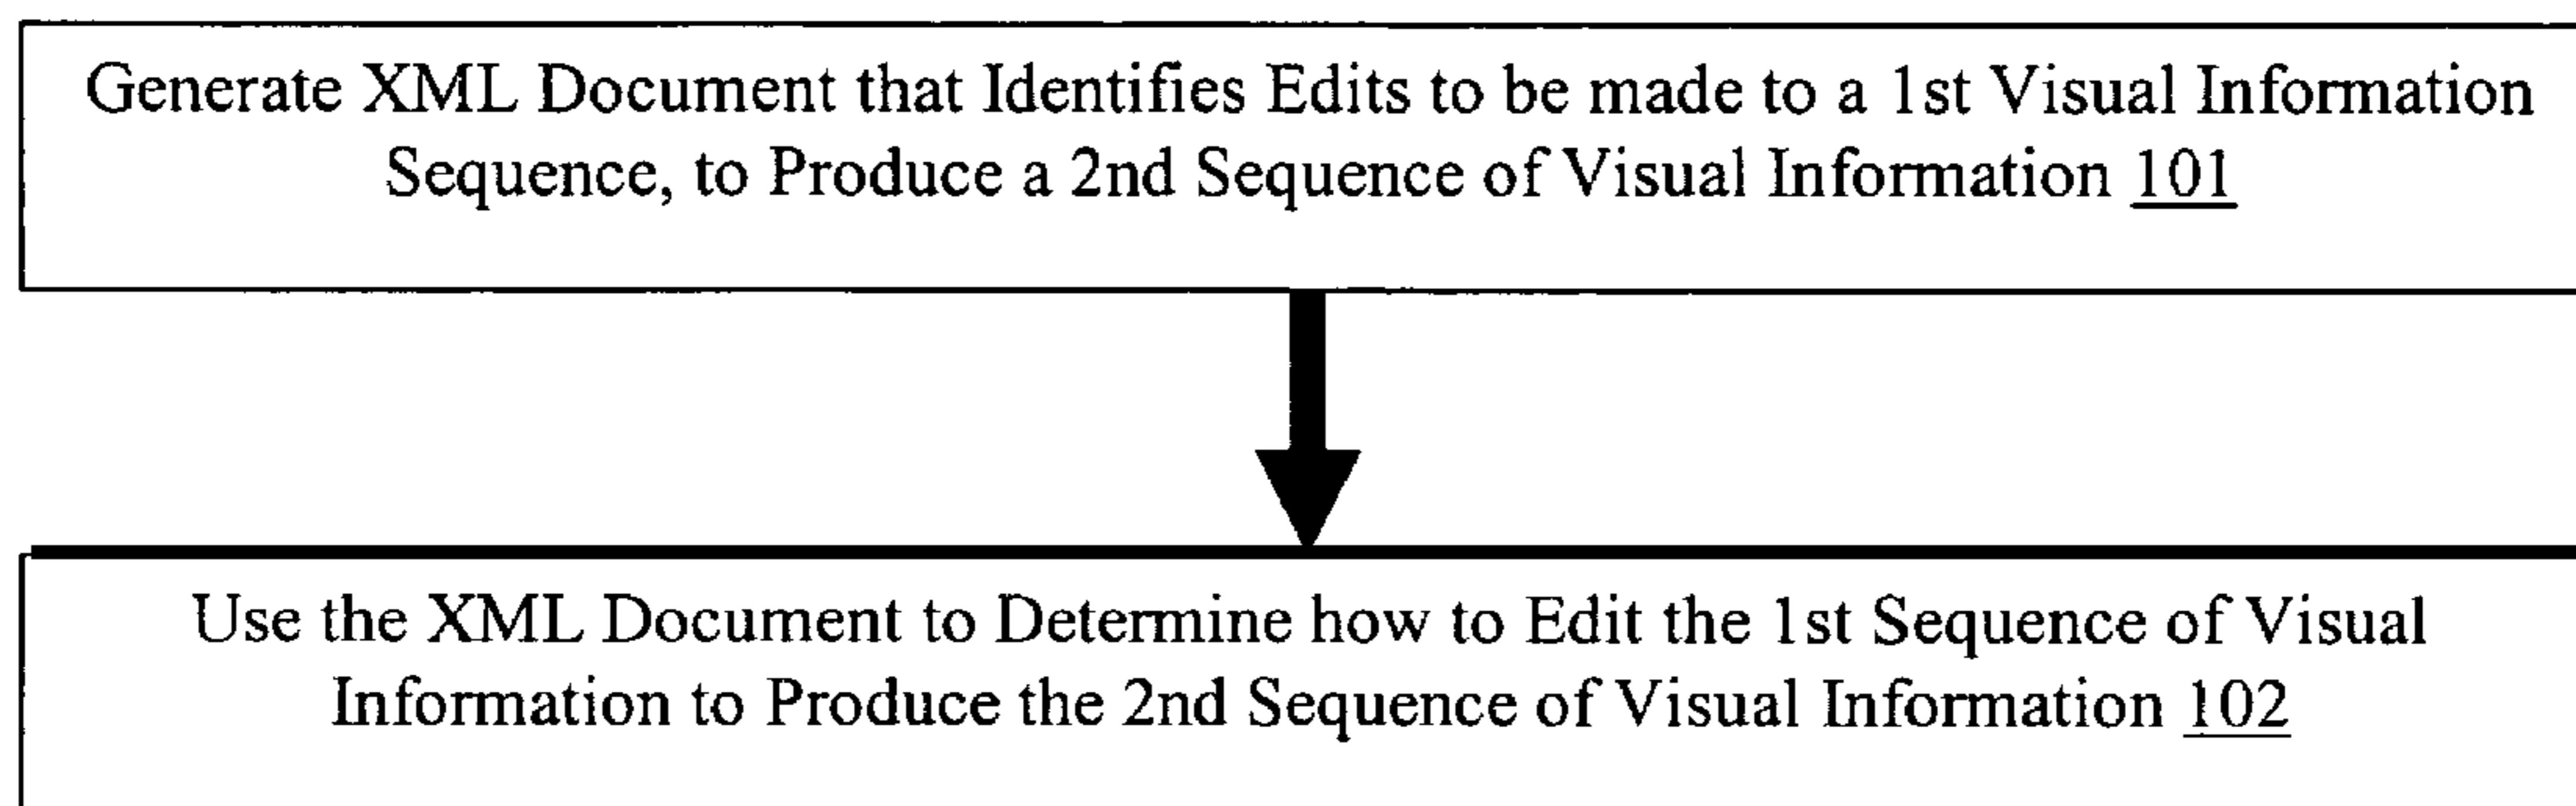 Generate XML Document that Identifies Edits to be made to a 1st Visual Information
Sequence, to Produce a 2nd Sequence of Visual Information 101
Use the XML Document to Determine how to Edit the 1st Sequence of Visual
Information to Produce the 2nd Sequence of Visual Information 102